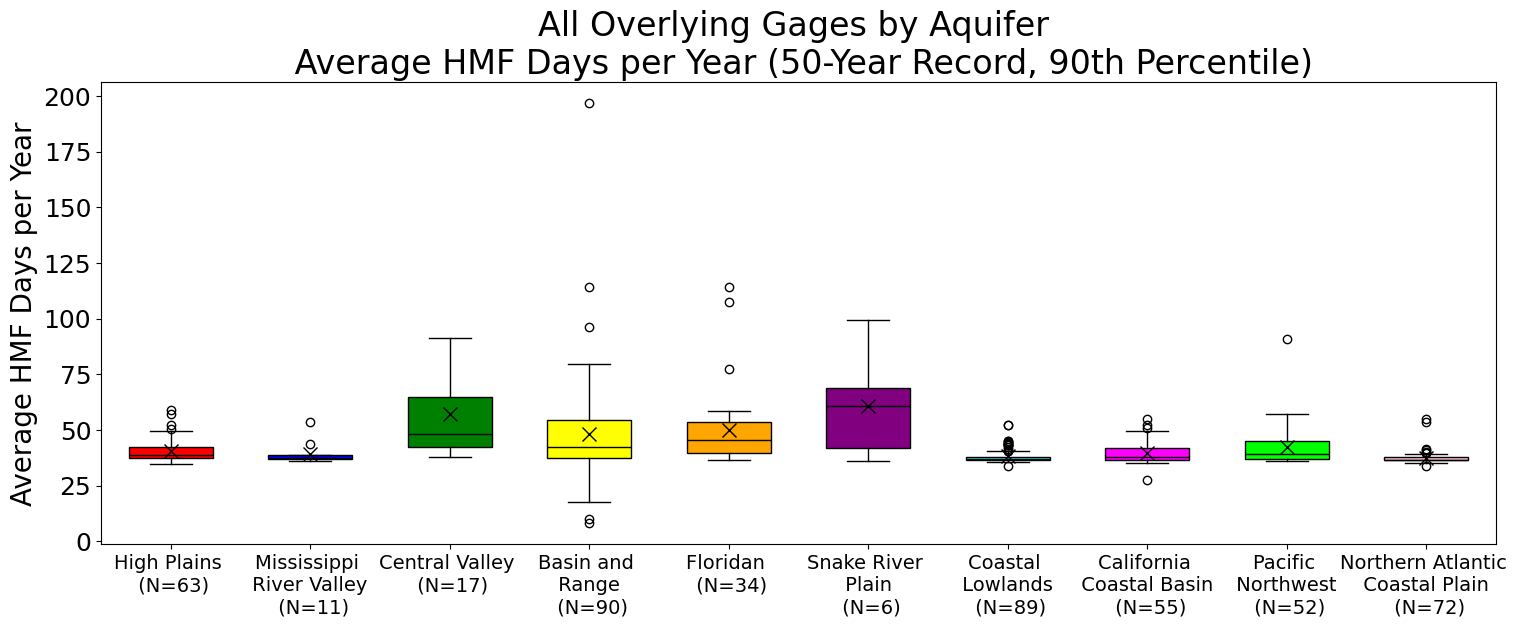 All Overlying Gages by Aquifer
Average HMF Days per Year (50-Year Record, 90th Percentile)
Average HMF Days per Year
200
175
150
125
100
75
50
25
0
High Plains
(N=63)
Mississippi
River Valley
(N=11)
Central Valley
(N=17)
Basin and
Range
(N=90)
Floridan
(N=34)
Snake River
Plain
(N=6)
Coastal
Lowlands
(N=89)
California
Coastal Basin
(N=55)
Pacific
Northwest
(N=52)
Northern Atlantic
Coastal Plain
(N=72)